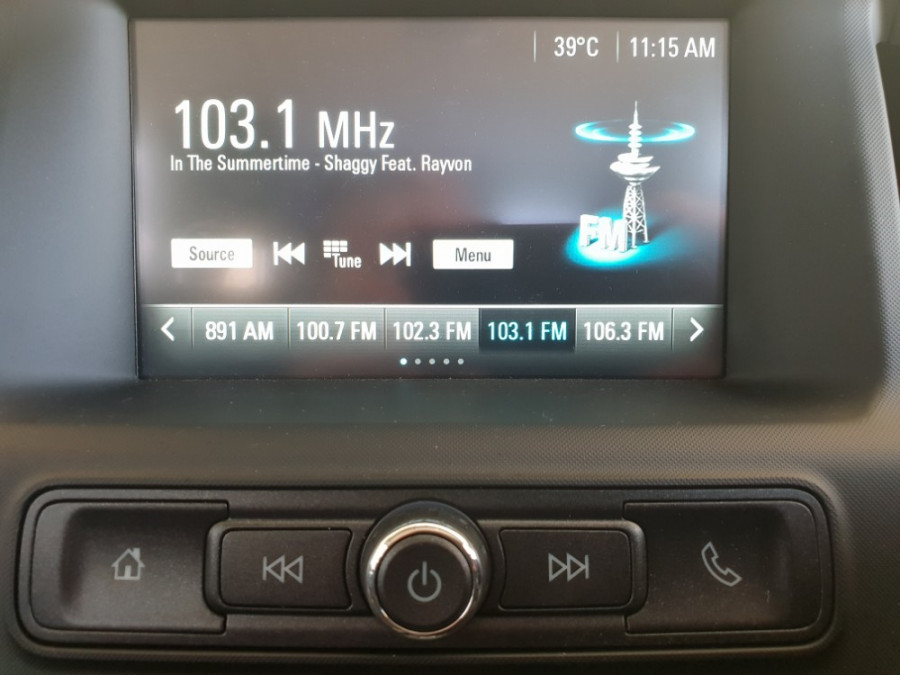 39°C 11:15 AM
103.1 MHz
In The Summertime - Shaggy Feat. Rayvon
FM
Source Tune Menu
891 AM 100.7 FM 102.3 FM 103.1 FM 106.3 FM